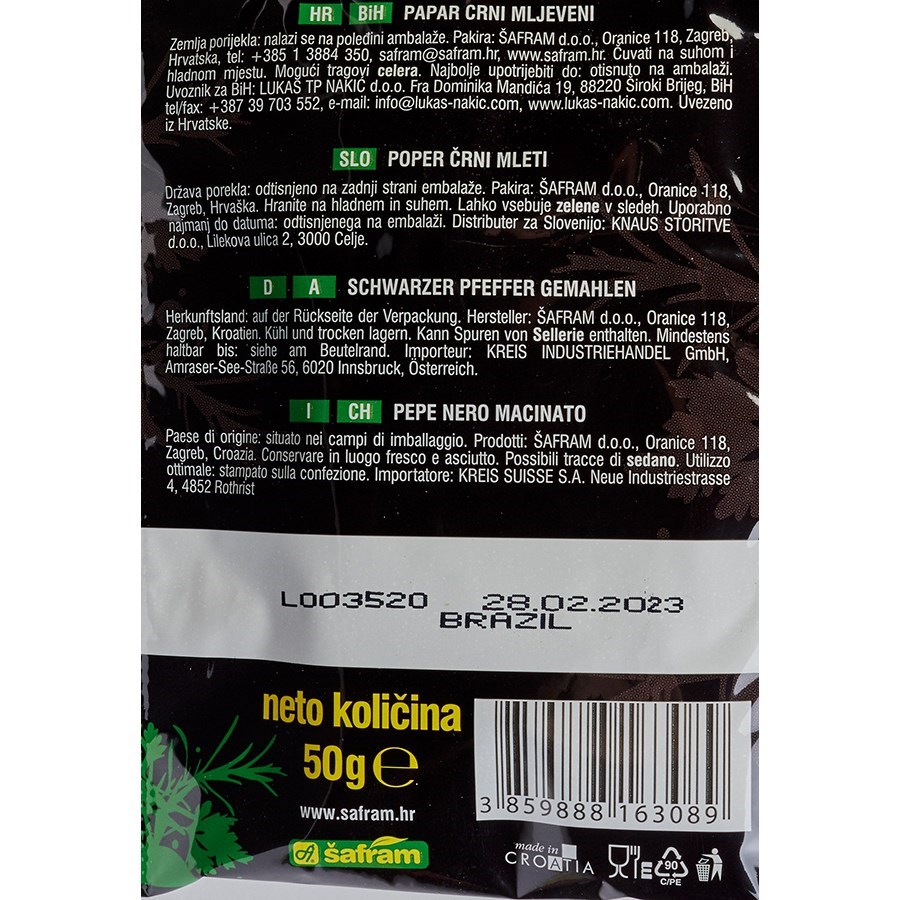 HR BiH PAPAR CRNI MLJEVENI
Zemlja porijekla: nalazi se na poleđini ambalaže. Pakira: ŠAFRAM d.o.o., Oranice 118, Zagreb,
Hrvatska, tel: +385 1 3884 350, safram@safram.hr, www.safram.hr. Čuvati na suhom i
hladnom mjestu. Mogući tragovi celera. Najbolje upotrijebiti do: otisnuto na ambalaži.
Uvoznik za BiH: LUKAŠ TP NAKIĆ d.o.o. Fra Dominika Mandića 19, 88220 Široki Brijeg, BiH
tel/fax: +387 39 703 552, e-mail: info@lukas-nakic.com, www.lukas-nakic.com. Uvezeno
iz Hrvatske.
SLO POPER ČRNI MLETI
Država porekla: odtisnjeno na zadnji strani embalaže. Pakira: ŠAFRAM d.o.o., Oranice 118,
Zagreb, Hrvaška. Hranite na hladnem in suhem. Lahko vsebuje zelene v sledeh. Uporabno
najmanj do datuma: odtisnjenega na embalaži. Distributer za Slovenijo: KNAUS STORITVE
d.o.o., Lilekova ulica 2, 3000 Celje.
D A SCHWARZER PFEFFER GEMAHLEN
Herkunftsland: auf der Rückseite der Verpackung. Hersteller: ŠAFRAM d.o.o., Oranice 118,
Zagreb, Kroatien. Kühl und trocken lagern. Kann Spuren von Sellerie enthalten. Mindestens
haltbar bis: siehe am Beutelrand. Importeur: KREIS INDUSTRIEHANDEL GmbH,
Amraser-See-Straße 56, 6020 Innsbruck, Österreich.
I CH PEPE NERO MACINATO
Paese di origine: situato nei campi di imballaggio. Prodotti: ŠAFRAM d.o.o., Oranice 118,
Zagreb, Croazia. Conservare in luogo fresco e asciutto. Possibili tracce di sedano. Utilizzo
ottimale: stampato sulla confezione. Importatore: KREIS SUISSE S.A. Neue Industriestrasse
4, 4852 Rothrist
L003520 28.02.2023
BRAZIL
neto količina
50g e
3 859888 163089
www.safram.hr
šafram
made in
CROATIA
90
C/PE